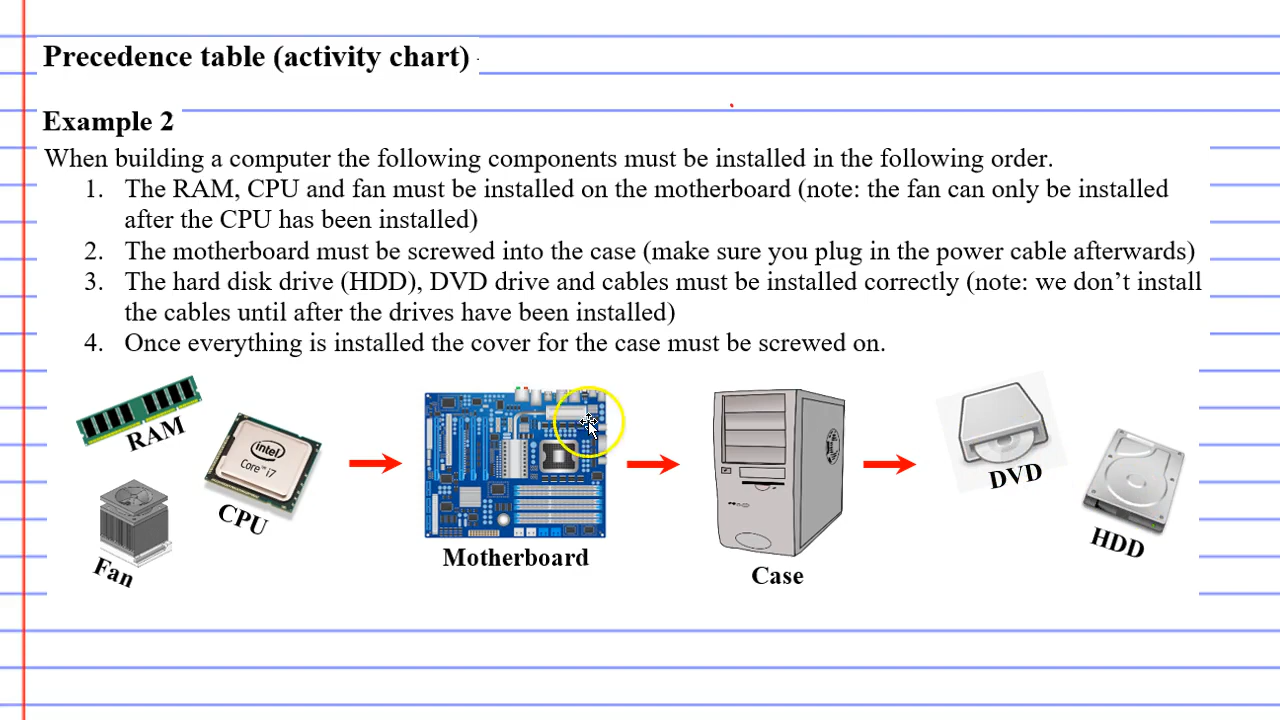 Precedence table (activity chart)
Example 2
When building a computer the following components must be installed in the following order.
1. The RAM, CPU and fan must be installed on the motherboard (note: the fan can only be installed
after the CPU has been installed)
2. The motherboard must be screwed into the case (make sure you plug in the power cable afterwards)
3. The hard disk drive (HDD), DVD drive and cables must be installed correctly (note: we don’t install
the cables until after the drives have been installed)
4. Once everything is installed the cover for the case must be screwed on.
RAM
intel
Core™ i7
CPU
Fan
Motherboard
Case
DVD
HDD